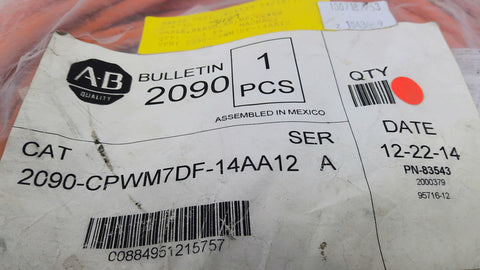 A-B
QUALITY
BULLETIN
2090
1
PCS
ASSEMBLED IN MEXICO
QTY
CAT
SER
2090-CPWM7DF-14AA12 A
DATE
12-22-14
PN-83543
2000379
95716-12
C0884951215757